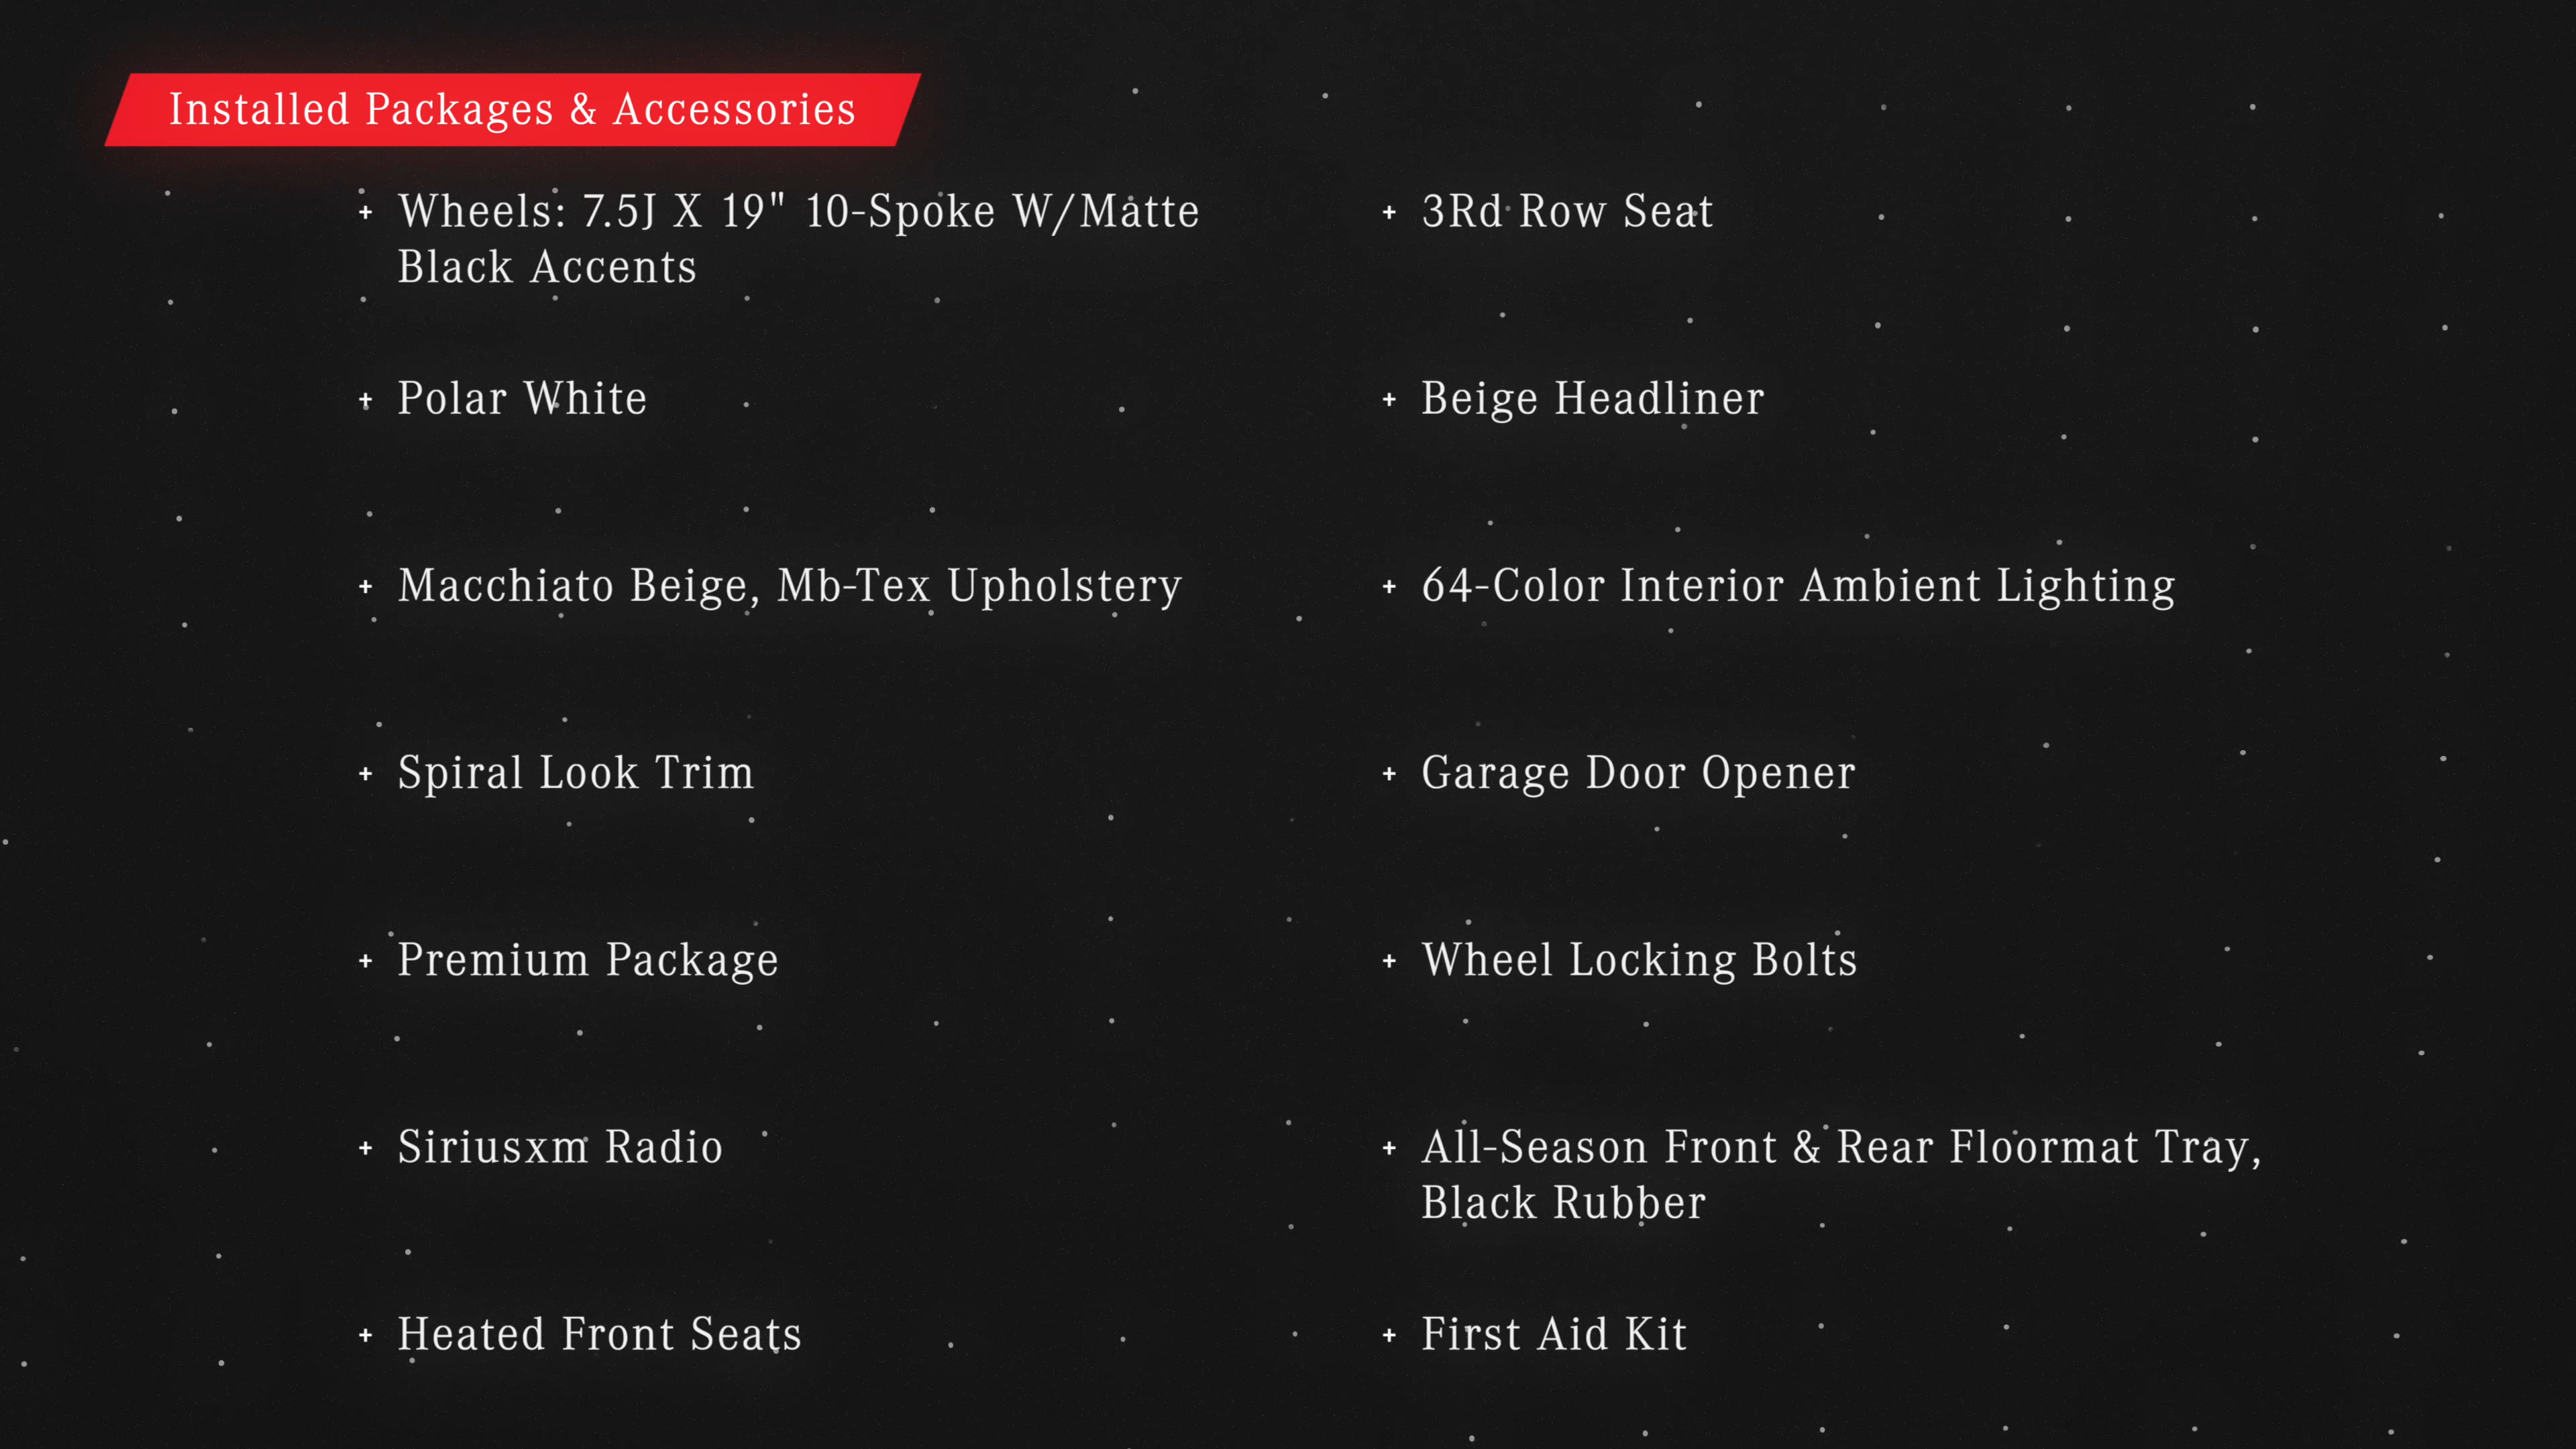 Installed Packages & Accessories
+ Wheels: 7.5J X 19" 10-Spoke W/Matte
Black Accents
+ Polar White
+ Macchiato Beige, Mb-Tex Upholstery
+ Spiral Look Trim
+ Premium Package
+ Siriusxm Radio
+ Heated Front Seats
+ 3Rd Row Seat
+ Beige Headliner
+ 64-Color Interior Ambient Lighting
+ Garage Door Opener
+ Wheel Locking Bolts
+ All-Season Front & Rear Floormat Tray,
Black Rubber
+ First Aid Kit